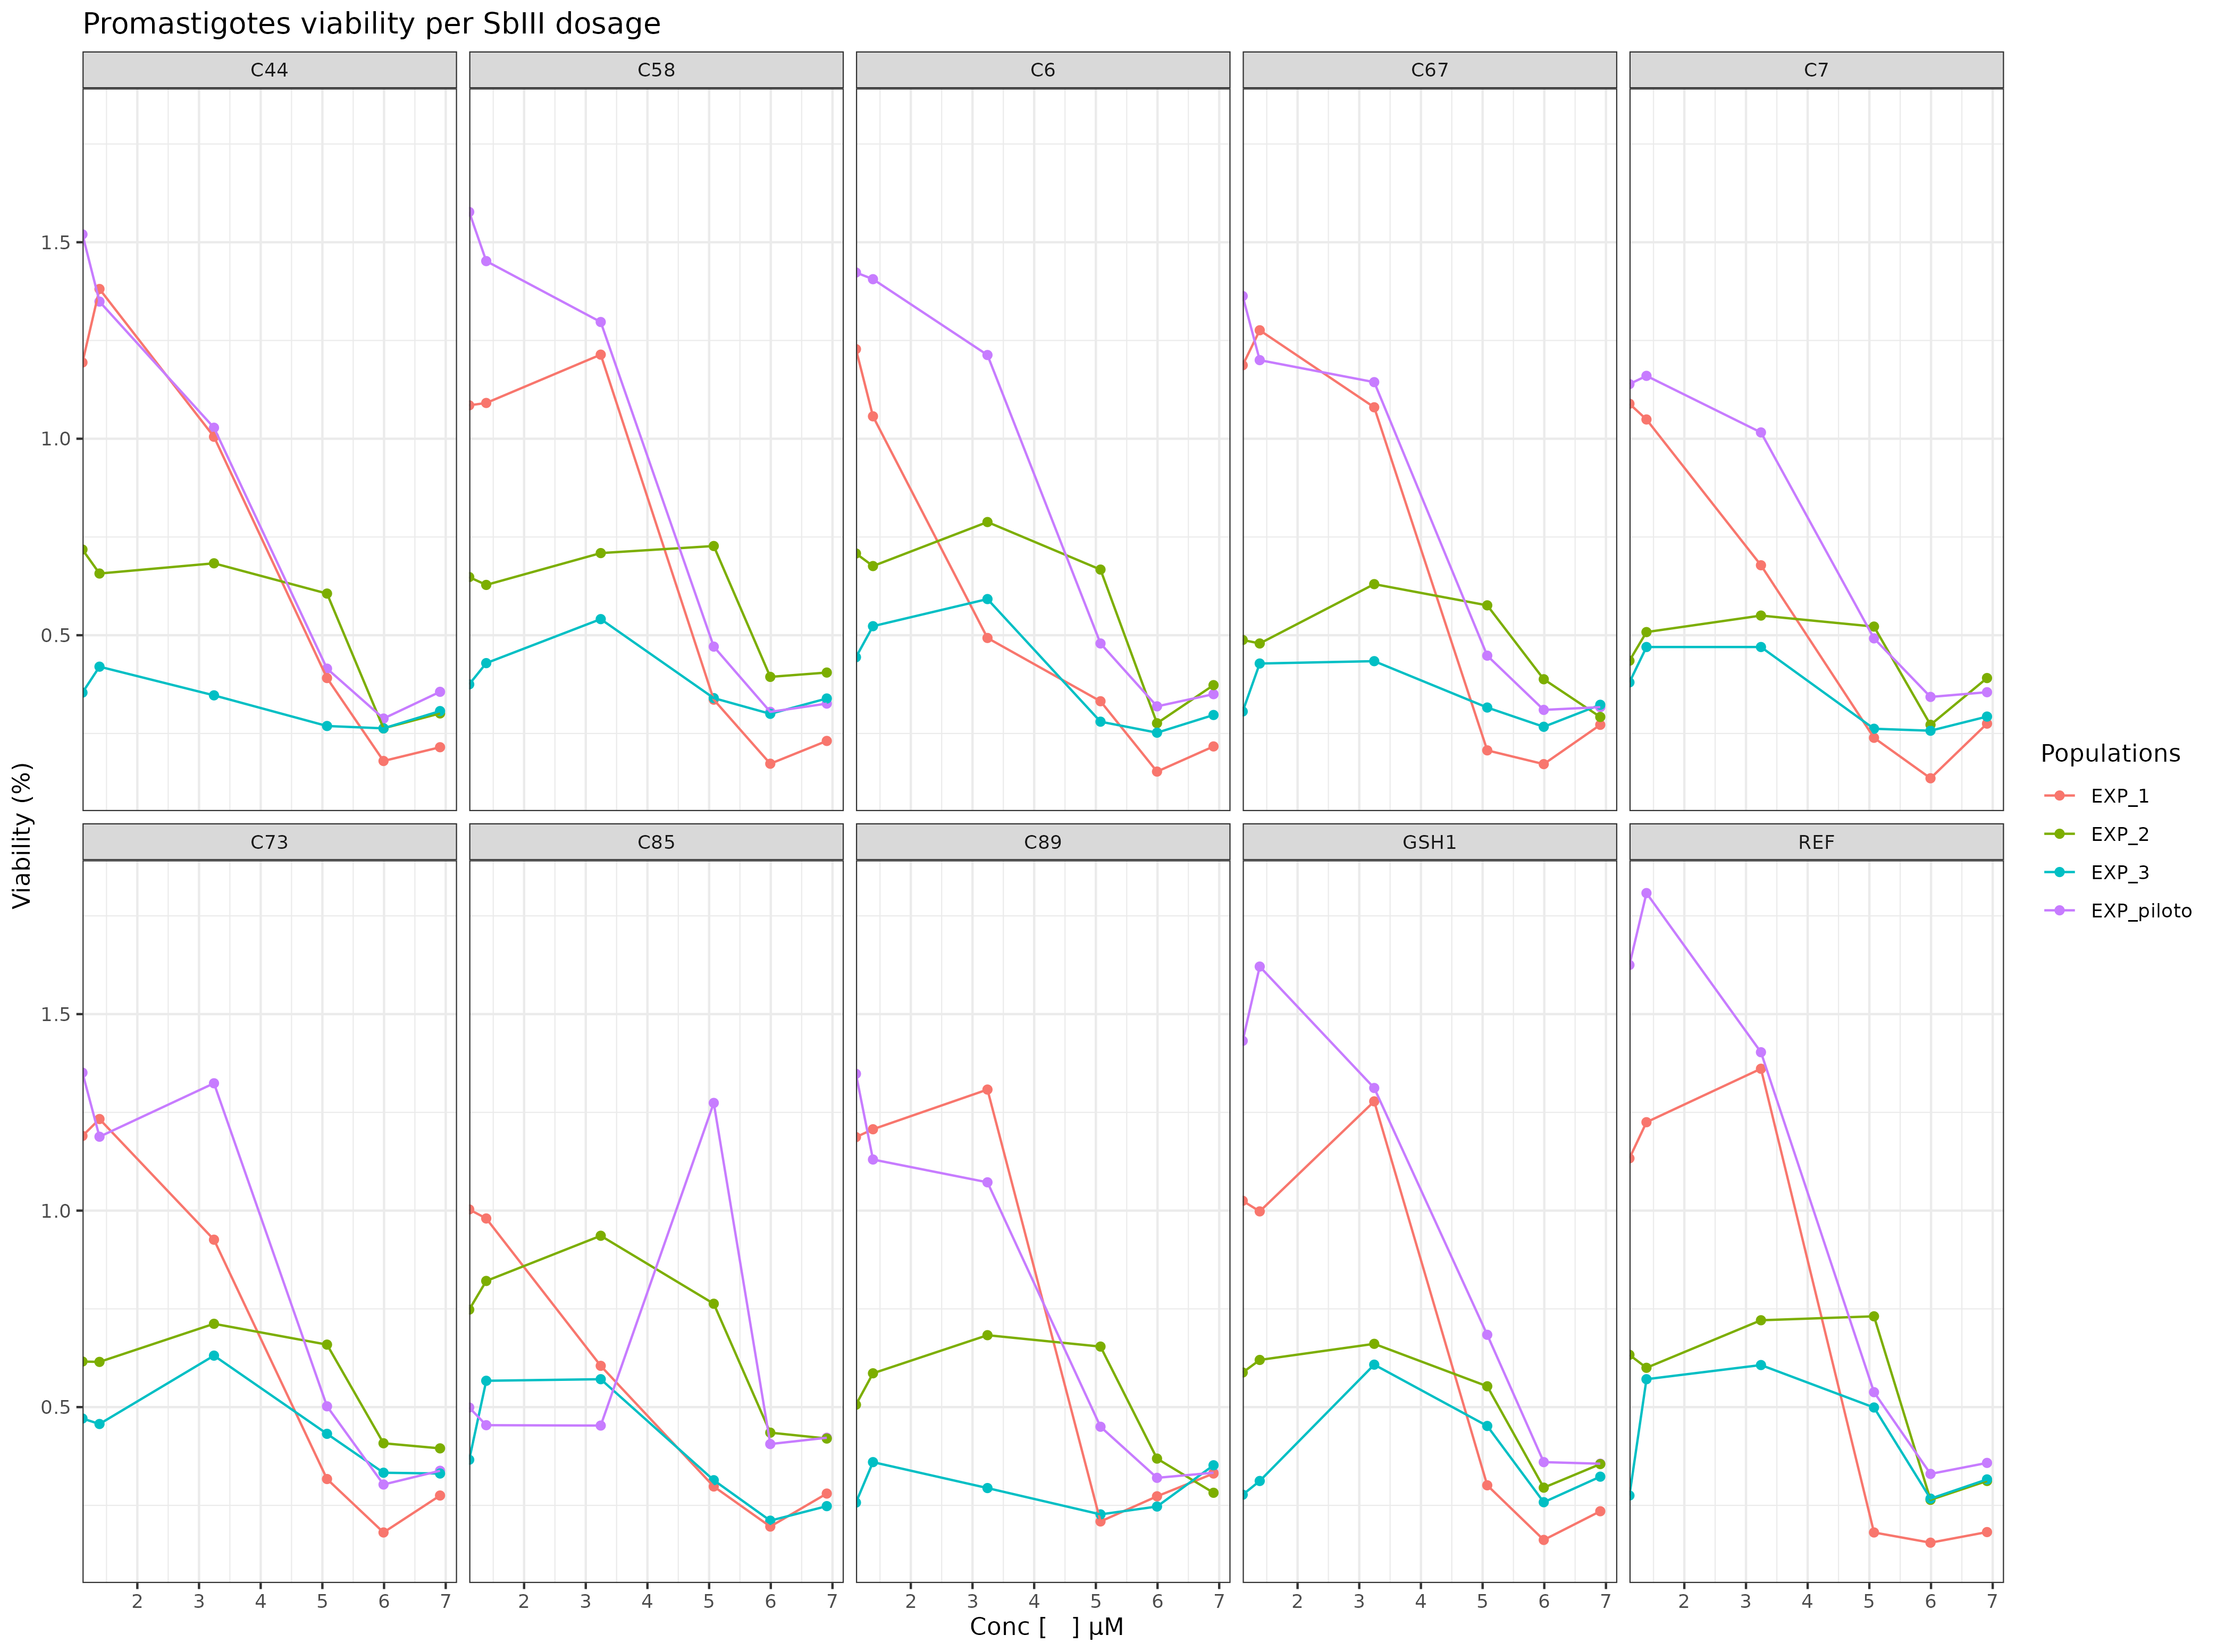 Promastigotes viability per SbIII dosage
C44 C58 C6 C67 C7
1.5
1.0
0.5
C73 C85 C89 GSH1 REF
1.5
1.0
0.5
2 3 4 5 6 7 2 3 4 5 6 7 2 3 4 5 6 7 2 3 4 5 6 7 2 3 4 5 6 7
Conc [ ] µM
Viability (%)
Populations
EXP_1
EXP_2
EXP_3
EXP_piloto